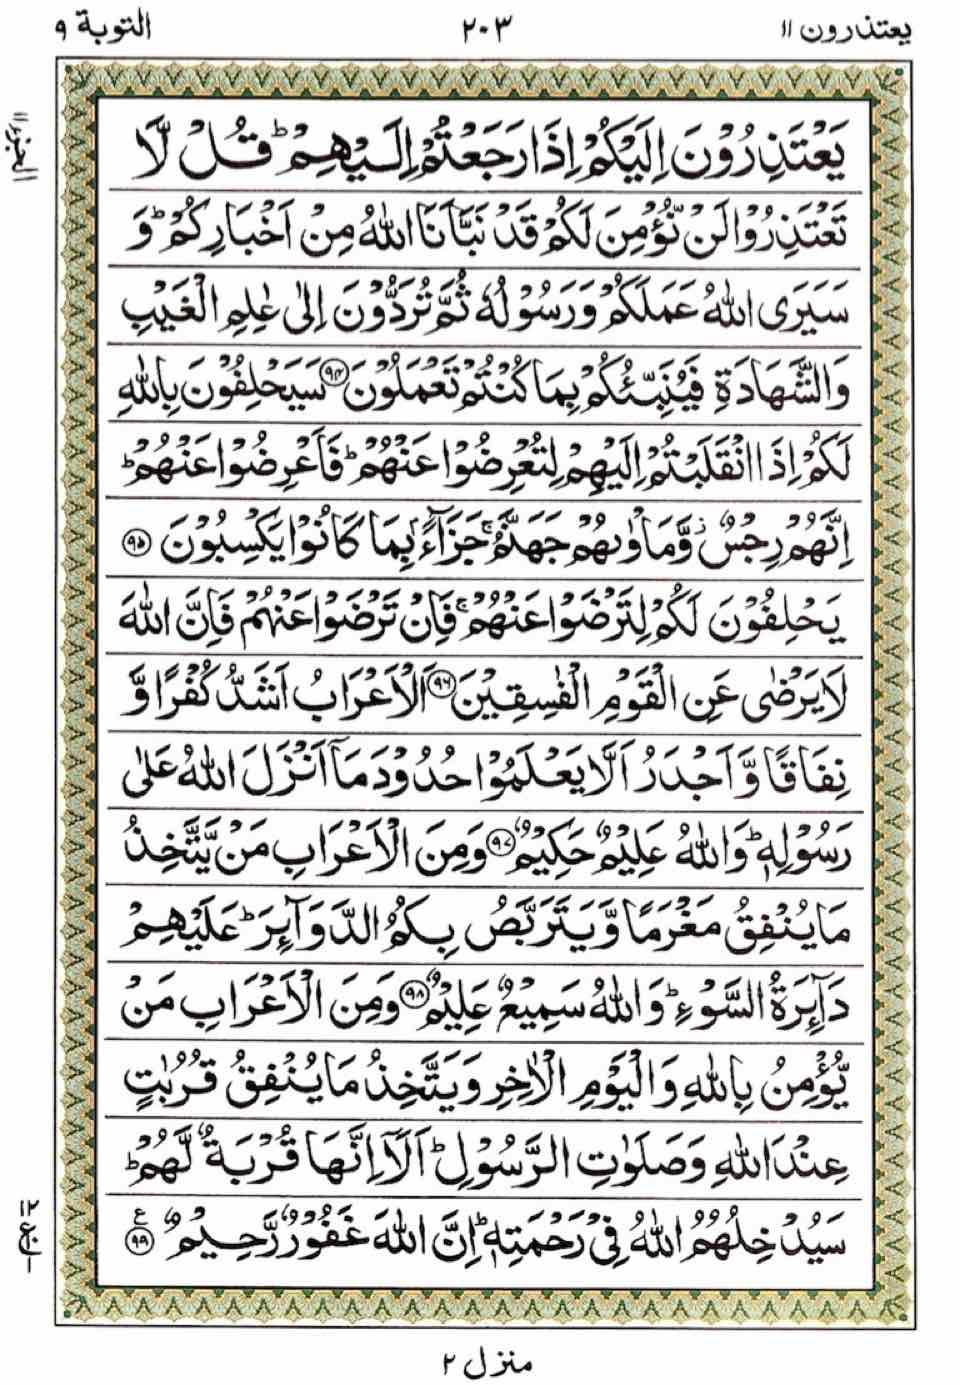 يعتذرون ١١ ٢٠٣ التوبة ٩
الجزء ١١
يَعْتَذِرُوْنَ اِلَيْكُمْ اِذَا رَجَعْتُمْ اِلَيْهِمْ ؕ قُلْ لَّا
تَعْتَذِرُوْا لَنْ نُّؤْمِنَ لَكُمْ قَدْ نَبَّاَنَا اللّٰهُ مِنْ اَخْبَارِكُمْ ؕ وَ
سَيَرَى اللّٰهُ عَمَلَكُمْ وَرَسُوْلُهٗ ثُمَّ تُرَدُّوْنَ اِلٰى عٰلِمِ الْغَيْبِ
وَالشَّهَادَةِ فَيُنَبِّئُكُمْ بِمَا كُنْتُمْ تَعْمَلُوْنَ ﴿٩٤﴾ سَيَحْلِفُوْنَ بِاللّٰهِ
لَكُمْ اِذَا انْقَلَبْتُمْ اِلَيْهِمْ لِتُعْرِضُوْا عَنْهُمْ ؕ فَاَعْرِضُوْا عَنْهُمْ ؕ
اِنَّهُمْ رِجْسٌ ؗ وَّمَاْوٰىهُمْ جَهَنَّمُ ۚ جَزَآءًۢ بِمَا كَانُوْا يَكْسِبُوْنَ ﴿٩٥﴾
يَحْلِفُوْنَ لَكُمْ لِتَرْضَوْا عَنْهُمْ ۚ فَاِنْ تَرْضَوْا عَنْهُمْ فَاِنَّ اللّٰهَ
لَا يَرْضٰى عَنِ الْقَوْمِ الْفٰسِقِيْنَ ﴿٩٦﴾ اَلْاَعْرَابُ اَشَدُّ كُفْرًا وَّ
نِفَاقًا وَّاَجْدَرُ اَلَّا يَعْلَمُوْا حُدُوْدَ مَاۤ اَنْزَلَ اللّٰهُ عَلٰى
رَسُوْلِهٖ ؕ وَاللّٰهُ عَلِيْمٌ حَكِيْمٌ ﴿٩٧﴾ وَمِنَ الْاَعْرَابِ مَنْ يَّتَّخِذُ
مَا يُنْفِقُ مَغْرَمًا وَّيَتَرَبَّصُ بِكُمُ الدَّوَآئِرَ ؕ عَلَيْهِمْ
دَآئِرَةُ السَّوْءِ ؕ وَاللّٰهُ سَمِيْعٌ عَلِيْمٌ ﴿٩٨﴾ وَمِنَ الْاَعْرَابِ مَنْ
يُّؤْمِنُ بِاللّٰهِ وَالْيَوْمِ الْاٰخِرِ وَيَتَّخِذُ مَا يُنْفِقُ قُرُبٰتٍ
عِنْدَ اللّٰهِ وَصَلَوٰتِ الرَّسُوْلِ ؕ اَلَاۤ اِنَّهَا قُرْبَةٌ لَّهُمْ ؕ
سَيُدْخِلُهُمُ اللّٰهُ فِيْ رَحْمَتِهٖ ؕ اِنَّ اللّٰهَ غَفُوْرٌ رَّحِيْمٌ ﴿٩٩﴾ ع
منزل ٢